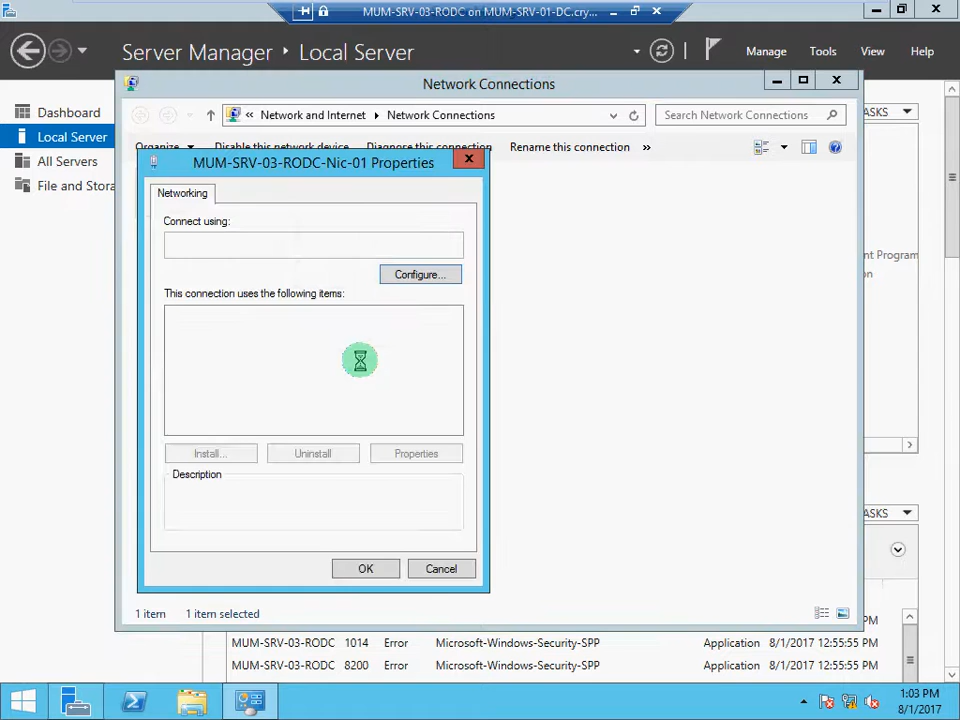 MUM-SRV-03-RODC on MUM-SRV-01-DC.cry...
Server Manager ▸ Local Server
Manage Tools View Help
Network Connections
Dashboard
Local Server
All Servers
File and Stora
« Network and Internet ▸ Network Connections
Search Network Connections
ASKS
Organize Disable this network device Diagnose this connection Rename this connection »
MUM-SRV-03-RODC-Nic-01 Properties
Networking
Connect using:
nt Program
Configure...
This connection uses the following items:
Install... Uninstall Properties
Description
ASKS
OK Cancel
1 item 1 item selected
PM
MUM-SRV-03-RODC 1014 Error Microsoft-Windows-Security-SPP Application 8/1/2017 12:55:55 PM
MUM-SRV-03-RODC 8200 Error Microsoft-Windows-Security-SPP Application 8/1/2017 12:55:55 PM
1:03 PM
8/1/2017